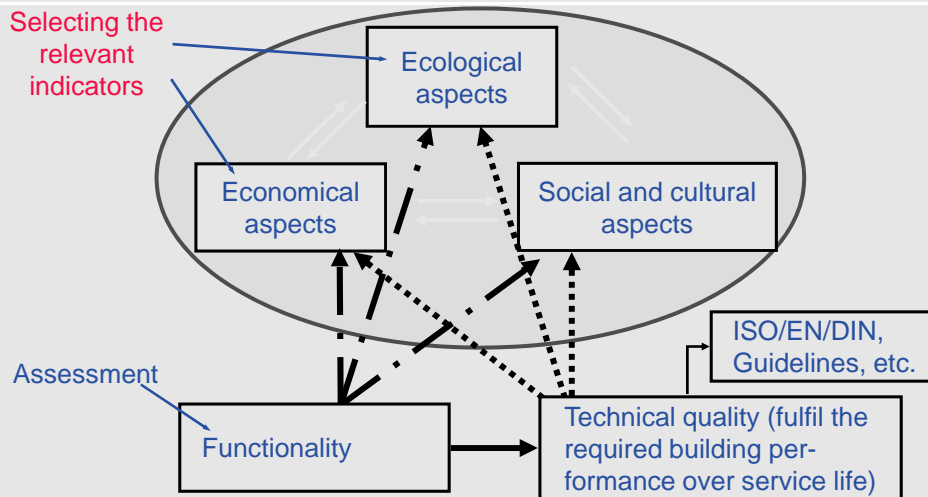 Selecting the
relevant
indicators
Ecological
aspects
Economical
aspects
Social and cultural
aspects
ISO/EN/DIN,
Guidelines, etc.
Assessment
Functionality
Technical quality (fulfil the
required building per-
formance over service life)